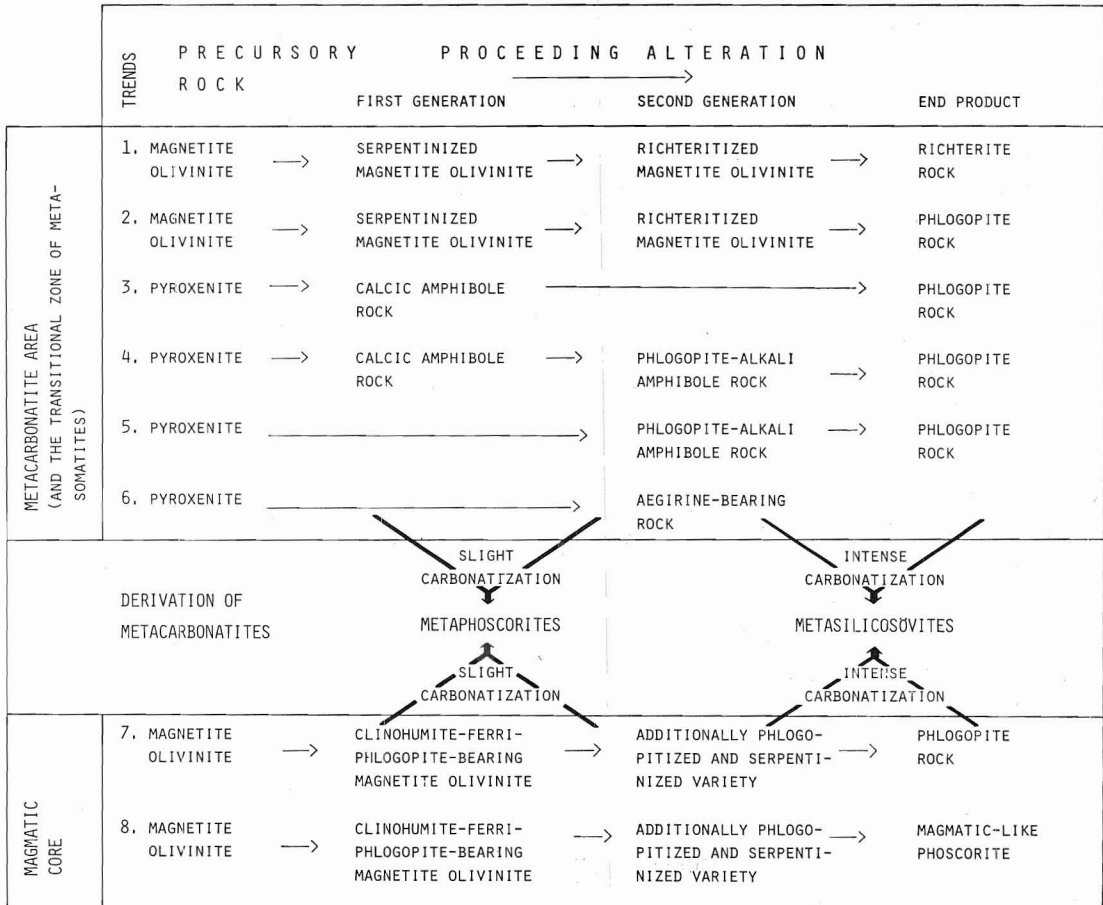 TRENDS
PRECURSORY PROCEEDING ALTERATION
ROCK
FIRST GENERATION SECOND GENERATION END PRODUCT
METACARBONATITE AREA
(AND THE TRANSITIONAL ZONE OF META-
SOMATITES)
1. MAGNETITE SERPENTINIZED RICHTERITIZED RICHTERITE
OLIVINITE MAGNETITE OLIVINITE MAGNETITE OLIVINITE ROCK
2. MAGNETITE SERPENTINIZED RICHTERITIZED PHLOGOPITE
OLIVINITE MAGNETITE OLIVINITE MAGNETITE OLIVINITE ROCK
3. PYROXENITE CALCIC AMPHIBOLE PHLOGOPITE
ROCK ROCK
4. PYROXENITE CALCIC AMPHIBOLE PHLOGOPITE-ALKALI PHLOGOPITE
ROCK AMPHIBOLE ROCK ROCK
5. PYROXENITE PHLOGOPITE-ALKALI PHLOGOPITE
AMPHIBOLE ROCK ROCK
6. PYROXENITE AEGIRINE-BEARING
ROCK
SLIGHT INTENSE
CARBONATIZATION CARBONATIZATION
DERIVATION OF
METACARBONATITES METAPHOSCORITES METASILICOSÖVITES
SLIGHT INTENSE
CARBONATIZATION CARBONATIZATION
MAGMATIC
CORE
7. MAGNETITE CLINOHUMITE-FERRI- ADDITIONALLY PHLOGO- PHLOGOPITE
OLIVINITE PHLOGOPITE-BEARING PITIZED AND SERPENTI- ROCK
MAGNETITE OLIVINITE NIZED VARIETY
8. MAGNETITE CLINOHUMITE-FERRI- ADDITIONALLY PHLOGO- MAGMATIC-LIKE
OLIVINITE PHLOGOPITE-BEARING PITIZED AND SERPENTI- PHOSCORITE
MAGNETITE OLIVINITE NIZED VARIETY